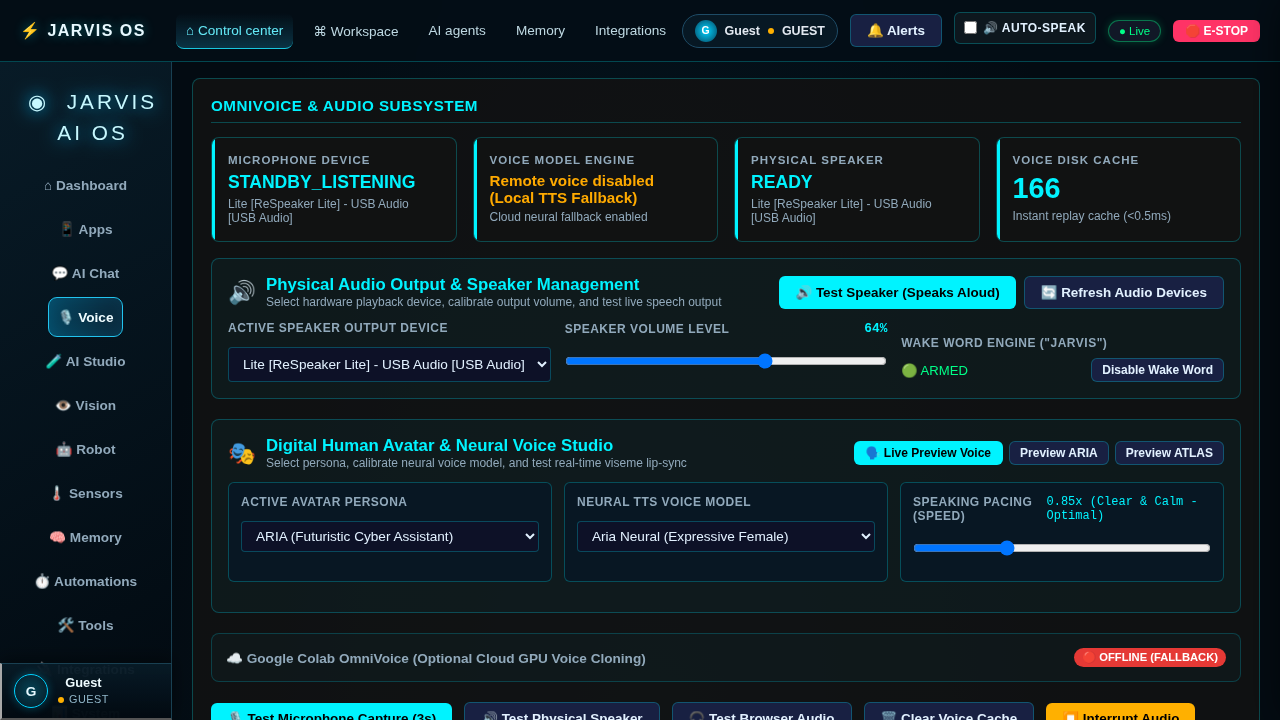 ⚡ JARVIS OS
⌂ Control center
⌘ Workspace
AI agents
Memory
Integrations
G Guest ● GUEST
🔔 Alerts
🔊 AUTO-SPEAK
● Live
🛑 E-STOP
◉ JARVIS
AI OS
⌂ Dashboard
📱 Apps
💬 AI Chat
🎙️ Voice
🧪 AI Studio
👁️ Vision
🤖 Robot
🌡️ Sensors
🧠 Memory
⏱️ Automations
🛠️ Tools
Integrations
G
Guest
● GUEST
OMNIVOICE & AUDIO SUBSYSTEM
MICROPHONE DEVICE
STANDBY_LISTENING
Lite [ReSpeaker Lite] - USB Audio
[USB Audio]
VOICE MODEL ENGINE
Remote voice disabled
(Local TTS Fallback)
Cloud neural fallback enabled
PHYSICAL SPEAKER
READY
Lite [ReSpeaker Lite] - USB Audio
[USB Audio]
VOICE DISK CACHE
166
Instant replay cache (<0.5ms)
🔊 Physical Audio Output & Speaker Management
Select hardware playback device, calibrate output volume, and test live speech output
🔊 Test Speaker (Speaks Aloud)
🔄 Refresh Audio Devices
ACTIVE SPEAKER OUTPUT DEVICE
Lite [ReSpeaker Lite] - USB Audio [USB Audio]
SPEAKER VOLUME LEVEL
64%
WAKE WORD ENGINE ("JARVIS")
🟢 ARMED
Disable Wake Word
🎭 Digital Human Avatar & Neural Voice Studio
Select persona, calibrate neural voice model, and test real-time viseme lip-sync
🗣️ Live Preview Voice
Preview ARIA
Preview ATLAS
ACTIVE AVATAR PERSONA
ARIA (Futuristic Cyber Assistant)
NEURAL TTS VOICE MODEL
Aria Neural (Expressive Female)
SPEAKING PACING
(SPEED)
0.85x (Clear & Calm -
Optimal)
☁️ Google Colab OmniVoice (Optional Cloud GPU Voice Cloning)
🔴 OFFLINE (FALLBACK)
🎙️ Test Microphone Capture (3s)
🔊 Test Physical Speaker
🎧 Test Browser Audio
🗑️ Clear Voice Cache
⏹️ Interrupt Audio